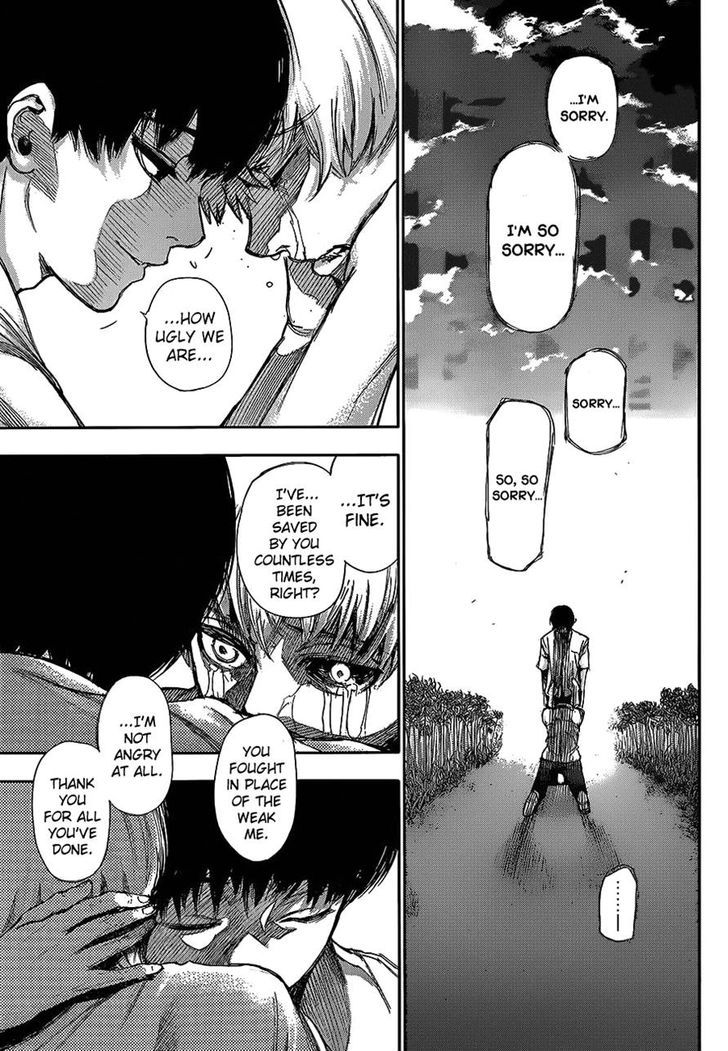 ...I'M
SORRY.
I'M SO
SORRY...
SORRY...
SO, SO
SORRY...
......
...HOW
UGLY WE
ARE...
...IT'S
FINE.
I'VE...
BEEN
SAVED
BY YOU
COUNTLESS
TIMES,
RIGHT?
YOU
FOUGHT
IN PLACE
OF THE
WEAK
ME.
...I'M
NOT
ANGRY
AT ALL.
THANK
YOU
FOR ALL
YOU'VE
DONE.